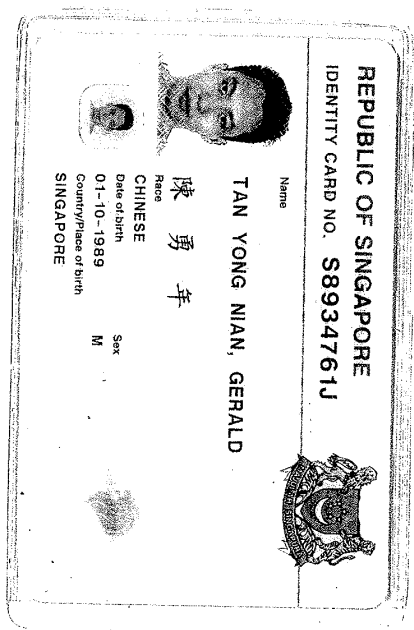 REPUBLIC OF SINGAPORE
IDENTITY CARD NO. S8934761J
Name
TAN YONG NIAN, GERALD
陳 勇 年
Race
CHINESE
Date of birth Sex
01-10-1989 M
Country/Place of birth
SINGAPORE